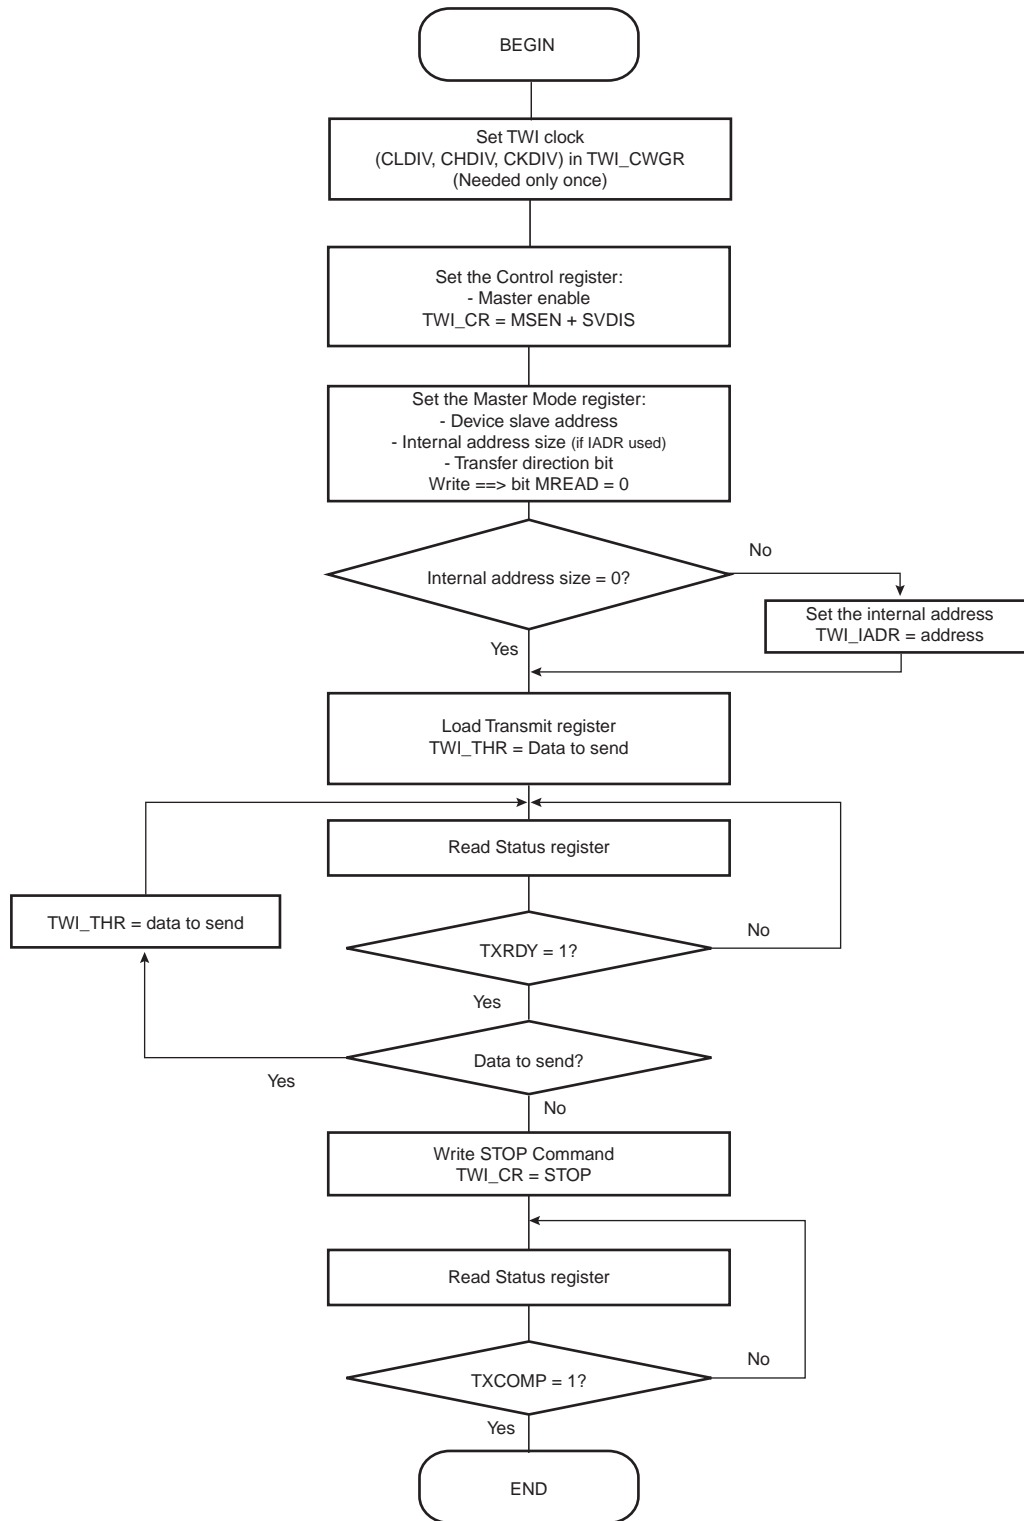 BEGIN
Set TWI clock
(CLDIV, CHDIV, CKDIV) in TWI_CWGR
(Needed only once)
Set the Control register:
- Master enable
TWI_CR = MSEN + SVDIS
Set the Master Mode register:
- Device slave address
- Internal address size (if IADR used)
- Transfer direction bit
Write ==> bit MREAD = 0
No
Internal address size = 0?
Set the internal address
TWI_IADR = address
Yes
Load Transmit register
TWI_THR = Data to send
Read Status register
TWI_THR = data to send
No
TXRDY = 1?
Yes
Data to send?
Yes
No
Write STOP Command
TWI_CR = STOP
Read Status register
No
TXCOMP = 1?
Yes
END